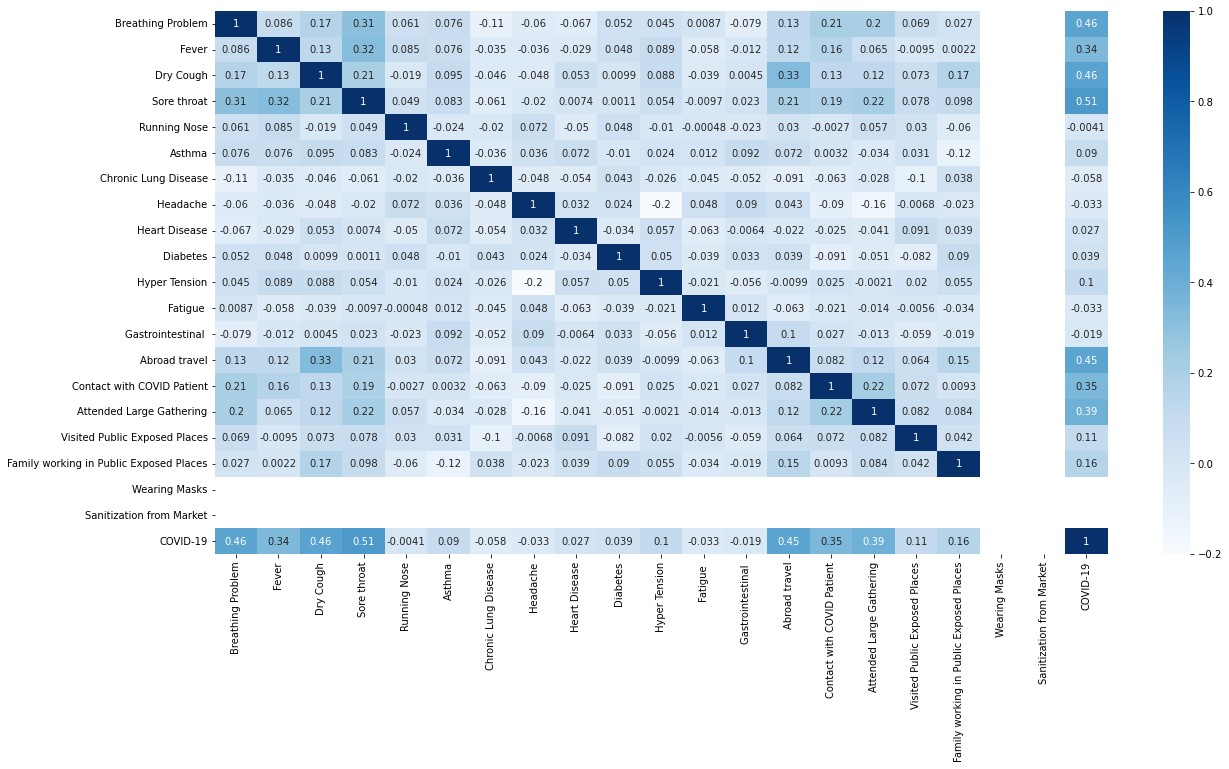 Breathing Problem 1 0.086 0.17 0.31 0.061 0.076 -0.11 -0.06 -0.067 0.052 0.045 0.0087 -0.079 0.13 0.21 0.2 0.069 0.027 0.46
Fever 0.086 1 0.13 0.32 0.085 0.076 -0.035 -0.036 -0.029 0.048 0.089 -0.058 -0.012 0.12 0.16 0.065 -0.0095 0.0022 0.34
Dry Cough 0.17 0.13 1 0.21 -0.019 0.095 -0.046 -0.048 0.053 0.0099 0.088 -0.039 0.0045 0.33 0.13 0.12 0.073 0.17 0.46
Sore throat 0.31 0.32 0.21 1 0.049 0.083 -0.061 -0.02 0.0074 0.0011 0.054 -0.0097 0.023 0.21 0.19 0.22 0.078 0.098 0.51
Running Nose 0.061 0.085 -0.019 0.049 1 -0.024 -0.02 0.072 -0.05 0.048 -0.01 -0.00048 -0.023 0.03 -0.0027 0.057 0.03 -0.06 -0.0041
Asthma 0.076 0.076 0.095 0.083 -0.024 1 -0.036 0.036 0.072 -0.01 0.024 0.012 0.092 0.072 0.0032 -0.034 0.031 -0.12 0.09
Chronic Lung Disease -0.11 -0.035 -0.046 -0.061 -0.02 -0.036 1 -0.048 -0.054 0.043 -0.026 -0.045 -0.052 -0.091 -0.063 -0.028 -0.1 0.038 -0.058
Headache -0.06 -0.036 -0.048 -0.02 0.072 0.036 -0.048 1 0.032 0.024 -0.2 0.048 0.09 0.043 -0.09 -0.16 -0.0068 -0.023 -0.033
Heart Disease -0.067 -0.029 0.053 0.0074 -0.05 0.072 -0.054 0.032 1 -0.034 0.057 -0.063 -0.0064 -0.022 -0.025 -0.041 0.091 0.039 0.027
Diabetes 0.052 0.048 0.0099 0.0011 0.048 -0.01 0.043 0.024 -0.034 1 0.05 -0.039 0.033 0.039 -0.091 -0.051 -0.082 0.09 0.039
Hyper Tension 0.045 0.089 0.088 0.054 -0.01 0.024 -0.026 -0.2 0.057 0.05 1 -0.021 -0.056 -0.0099 0.025 -0.0021 0.02 0.055 0.1
Fatigue 0.0087 -0.058 -0.039 -0.0097 -0.00048 0.012 -0.045 0.048 -0.063 -0.039 -0.021 1 0.012 -0.063 -0.021 -0.014 -0.0056 -0.034 -0.033
Gastrointestinal -0.079 -0.012 0.0045 0.023 -0.023 0.092 -0.052 0.09 -0.0064 0.033 -0.056 0.012 1 0.1 0.027 -0.013 -0.059 -0.019 -0.019
Abroad travel 0.13 0.12 0.33 0.21 0.03 0.072 -0.091 0.043 -0.022 0.039 -0.0099 -0.063 0.1 1 0.082 0.12 0.064 0.15 0.45
Contact with COVID Patient 0.21 0.16 0.13 0.19 -0.0027 0.0032 -0.063 -0.09 -0.025 -0.091 0.025 -0.021 0.027 0.082 1 0.22 0.072 0.0093 0.35
Attended Large Gathering 0.2 0.065 0.12 0.22 0.057 -0.034 -0.028 -0.16 -0.041 -0.051 -0.0021 -0.014 -0.013 0.12 0.22 1 0.082 0.084 0.39
Visited Public Exposed Places 0.069 -0.0095 0.073 0.078 0.03 0.031 -0.1 -0.0068 0.091 -0.082 0.02 -0.0056 -0.059 0.064 0.072 0.082 1 0.042 0.11
Family working in Public Exposed Places 0.027 0.0022 0.17 0.098 -0.06 -0.12 0.038 -0.023 0.039 0.09 0.055 -0.034 -0.019 0.15 0.0093 0.084 0.042 1 0.16
Wearing Masks
Sanitization from Market
COVID-19 0.46 0.34 0.46 0.51 -0.0041 0.09 -0.058 -0.033 0.027 0.039 0.1 -0.033 -0.019 0.45 0.35 0.39 0.11 0.16 1
Breathing Problem
Fever
Dry Cough
Sore throat
Running Nose
Asthma
Chronic Lung Disease
Headache
Heart Disease
Diabetes
Hyper Tension
Fatigue
Gastrointestinal
Abroad travel
Contact with COVID Patient
Attended Large Gathering
Visited Public Exposed Places
Family working in Public Exposed Places
Wearing Masks
Sanitization from Market
COVID-19
1.0
0.8
0.6
0.4
0.2
0.0
−0.2